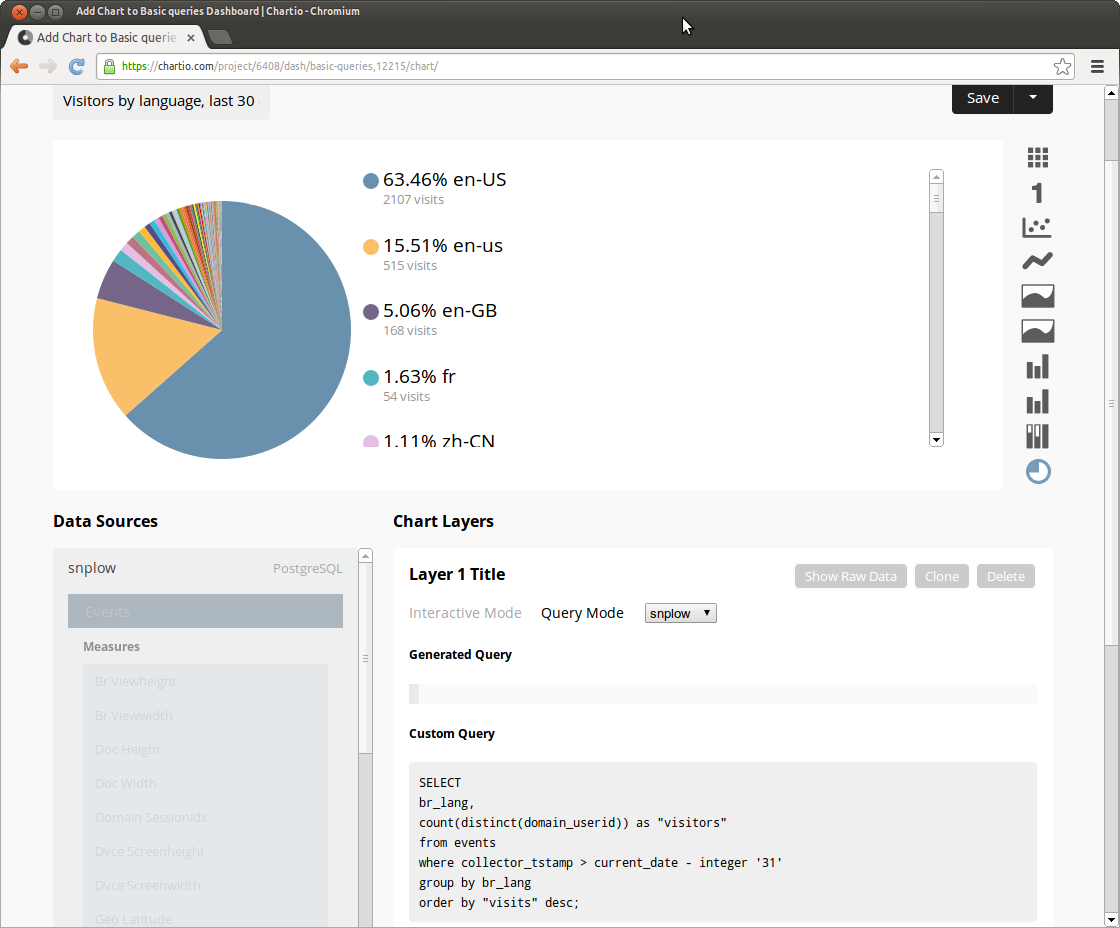 Add Chart to Basic queries Dashboard | Chartio - Chromium
Add Chart to Basic querie
https://chartio.com/project/6408/dash/basic-queries,12215/chart/
Visitors by language, last 30
Save
63.46% en-US
2107 visits
15.51% en-us
515 visits
5.06% en-GB
168 visits
1.63% fr
54 visits
1.11% zh-CN
1
Data Sources
Chart Layers
snplow PostgreSQL
Events
Measures
Br Viewheight
Br Viewwidth
Doc Height
Doc Width
Domain Sessionidx
Dvce Screenheight
Dvce Screenwidth
Geo Latitude
Layer 1 Title
Show Raw Data Clone Delete
Interactive Mode Query Mode snplow
Generated Query
Custom Query
SELECT
br_lang,
count(distinct(domain_userid)) as "visitors"
from events
where collector_tstamp > current_date - integer '31'
group by br_lang
order by "visits" desc;